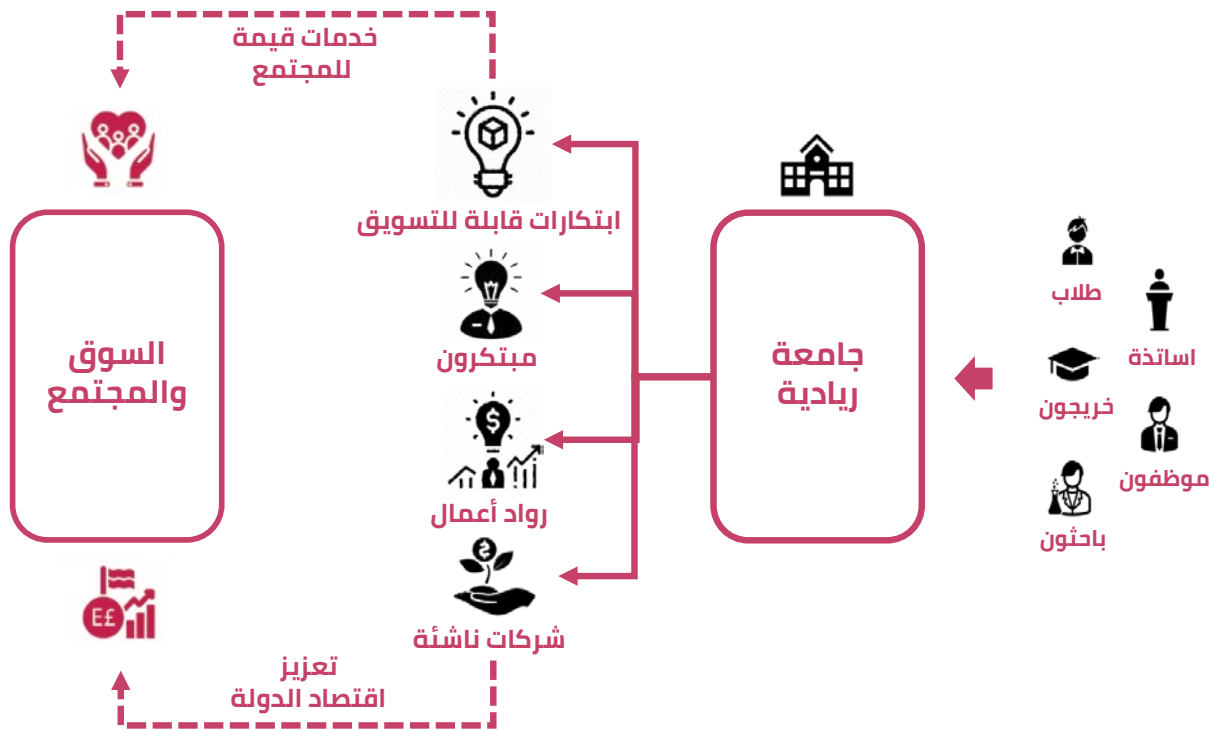 خدمات قيمة
للمجتمع
ابتكارات قابلة للتسويق
طلاب
اساتذة
مبتكرون
جامعة
ريادية
السوق
والمجتمع
خريجون
موظفون
رواد أعمال
باحثون
E£
شركات ناشئة
تعزيز
اقتصاد الدولة